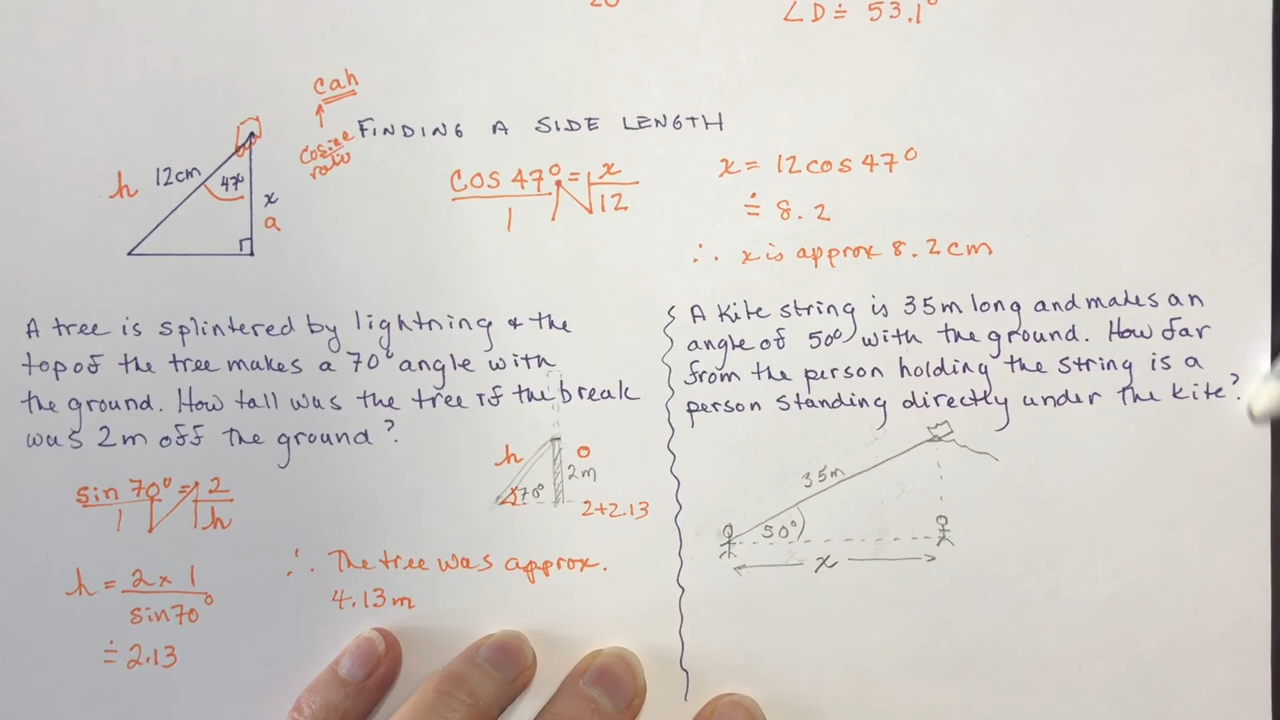 20
∠D ≐ 53.1°
cah
cosine
ratio
FINDING A SIDE LENGTH
h 12cm 47° x
a
cos 47° = x
1 12
x = 12 cos 47°
≐ 8.2
∴ x is approx 8.2cm
A tree is splintered by lightning & the
top of the tree makes a 70° angle with
the ground. How tall was the tree if the break
was 2m off the ground?
h o
2m
70°
2+2.13
sin 70° = 2
1 h
h = 2 x 1
sin70°
≐ 2.13
∴ The tree was approx.
4.13m
A kite string is 35m long and makes an
angle of 50° with the ground. How far
from the person holding the string is a
person standing directly under the kite?
35m
50°
x